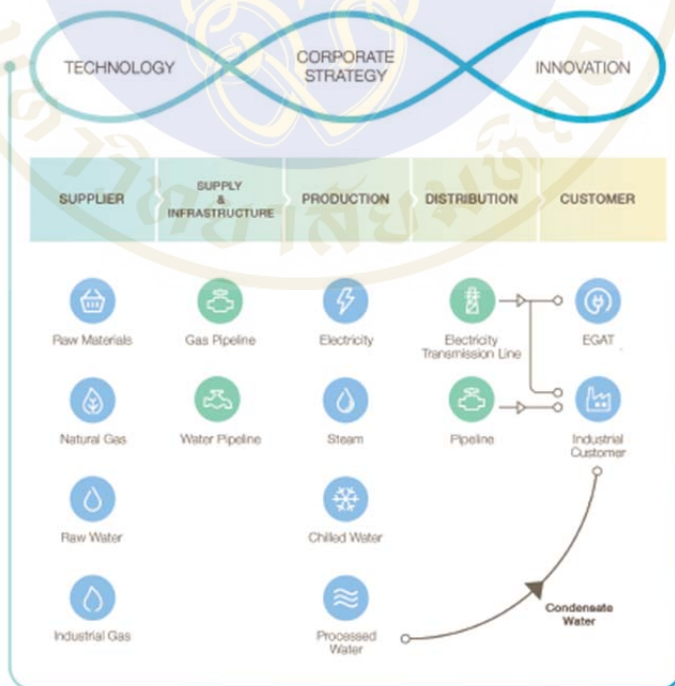 TECHNOLOGY
CORPORATE
STRATEGY
INNOVATION
SUPPLIER
SUPPLY
&
INFRASTRUCTURE
PRODUCTION
DISTRIBUTION
CUSTOMER
Raw Materials
Gas Pipeline
Electricity
Electricity
Transmission Line
EGAT
Natural Gas
Water Pipeline
Steam
Pipeline
Industrial
Customer
Raw Water
Chilled Water
Industrial Gas
Processed
Water
Condensate
Water